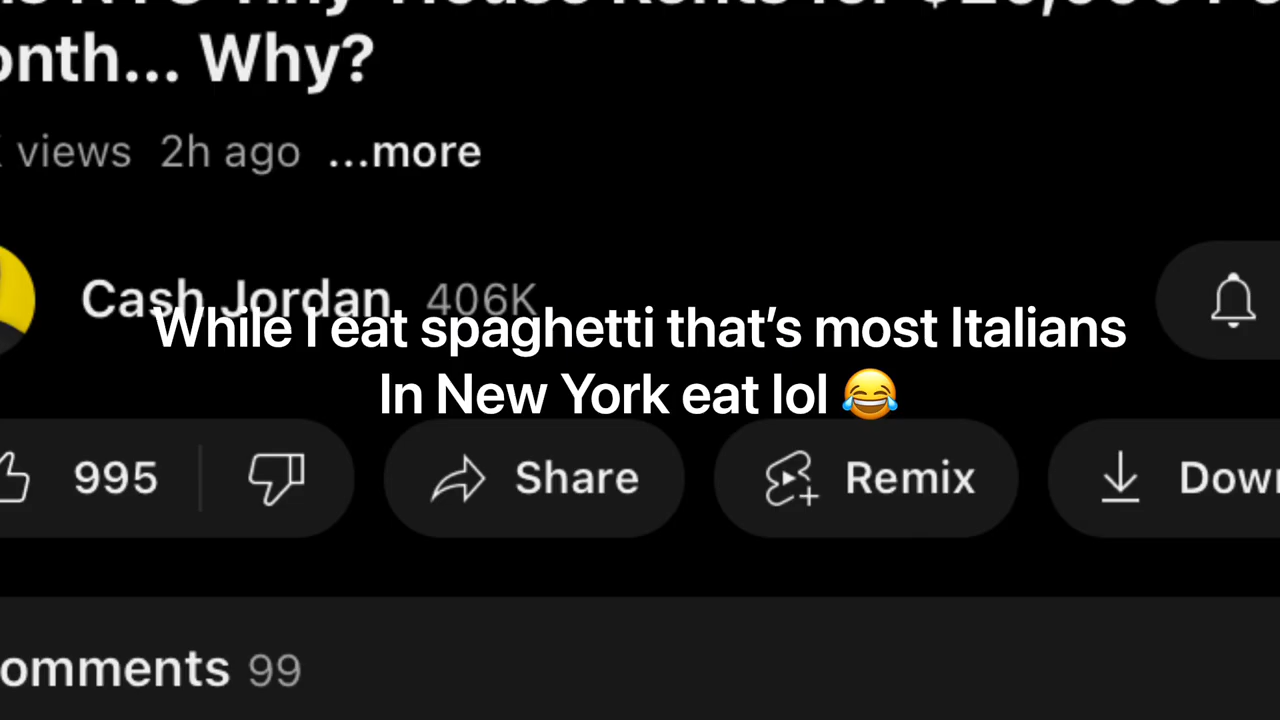 onth... Why?
views 2h ago ...more
Cash Jordan 406K
While I eat spaghetti that's most Italians
In New York eat lol 😂
995 Share Remix Down
omments 99